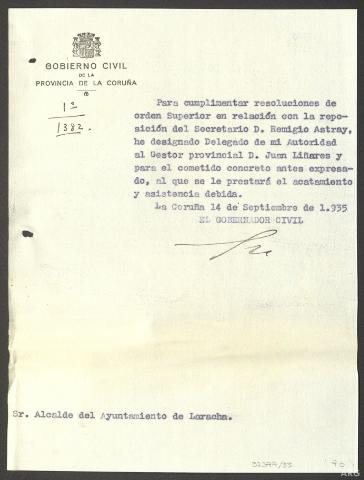 GOBIERNO CIVIL
DE LA
PROVINCIA DE LA CORUÑA
1ª
1382.
Para cumplimentar resoluciones de
orden Superior en relación con la repo-
sición del Secretario D. Remigio Astray,
he designado Delegado de mi Autoridad
al Gestor provincial D. Juan Liñares y
para el cometido concreto antes expresa-
do, al que se le prestará el acatamiento
y asistencia debida.
La Coruña 14 de Septiembre de 1.935
EL GOBERNADOR CIVIL
Sr. Alcalde del Ayuntamiento de Laracha.
ARG